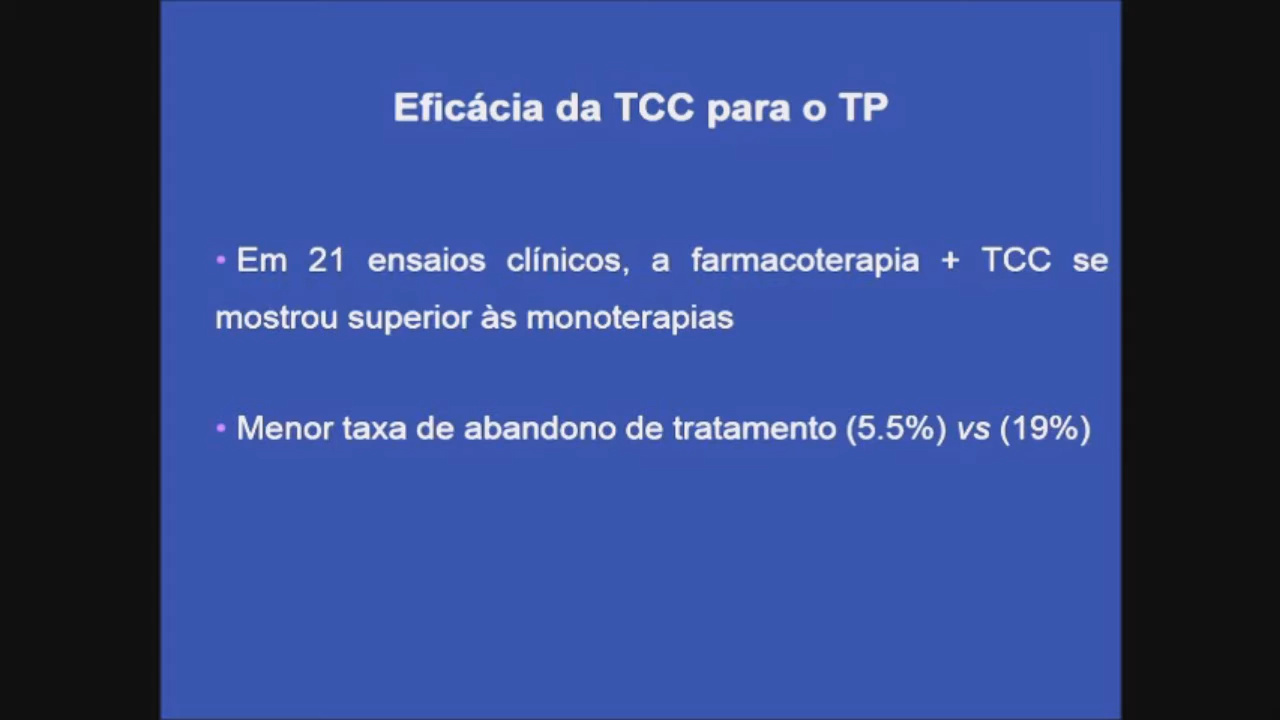 Eficácia da TCC para o TP
• Em 21 ensaios clínicos, a farmacoterapia + TCC se
mostrou superior às monoterapias
• Menor taxa de abandono de tratamento (5.5%) vs (19%)